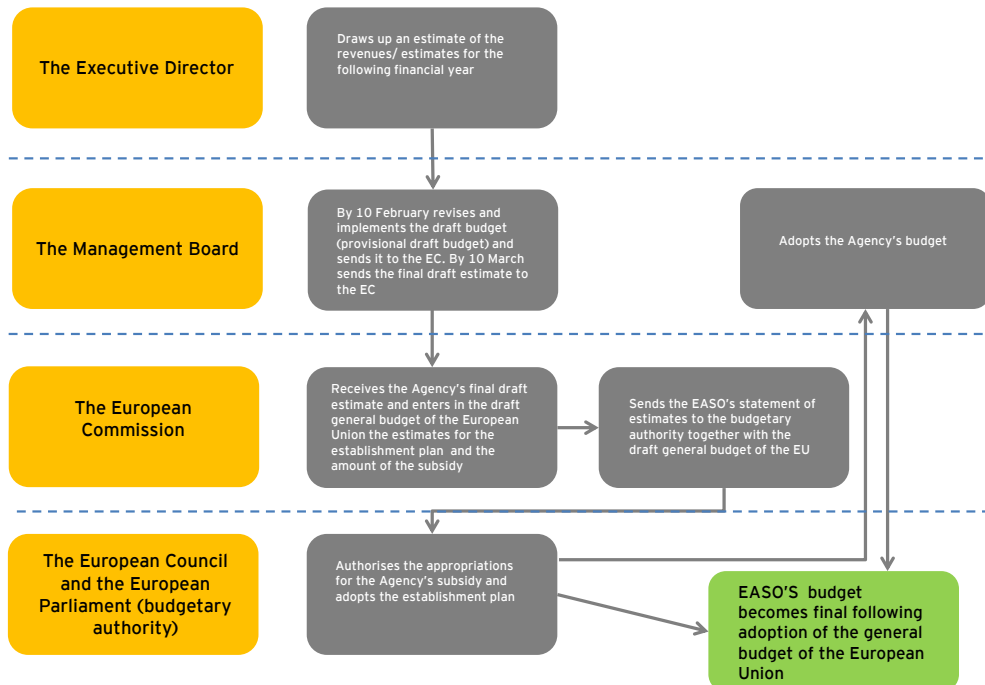 The Executive Director
Draws up an estimate of the
revenues/ estimates for the
following financial year
The Management Board
By 10 February revises and
implements the draft budget
(provisional draft budget) and
sends it to the EC. By 10 March
sends the final draft estimate to
the EC
Adopts the Agency's budget
The European
Commission
Receives the Agency's final draft
estimate and enters in the draft
general budget of the European
Union the estimates for the
establishment plan and the
amount of the subsidy
Sends the EASO's statement of
estimates to the budgetary
authority together with the
draft general budget of the EU
The European Council
and the European
Parliament (budgetary
authority)
Authorises the appropriations
for the Agency's subsidy and
adopts the establishment plan
EASO'S budget
becomes final following
adoption of the general
budget of the European
Union